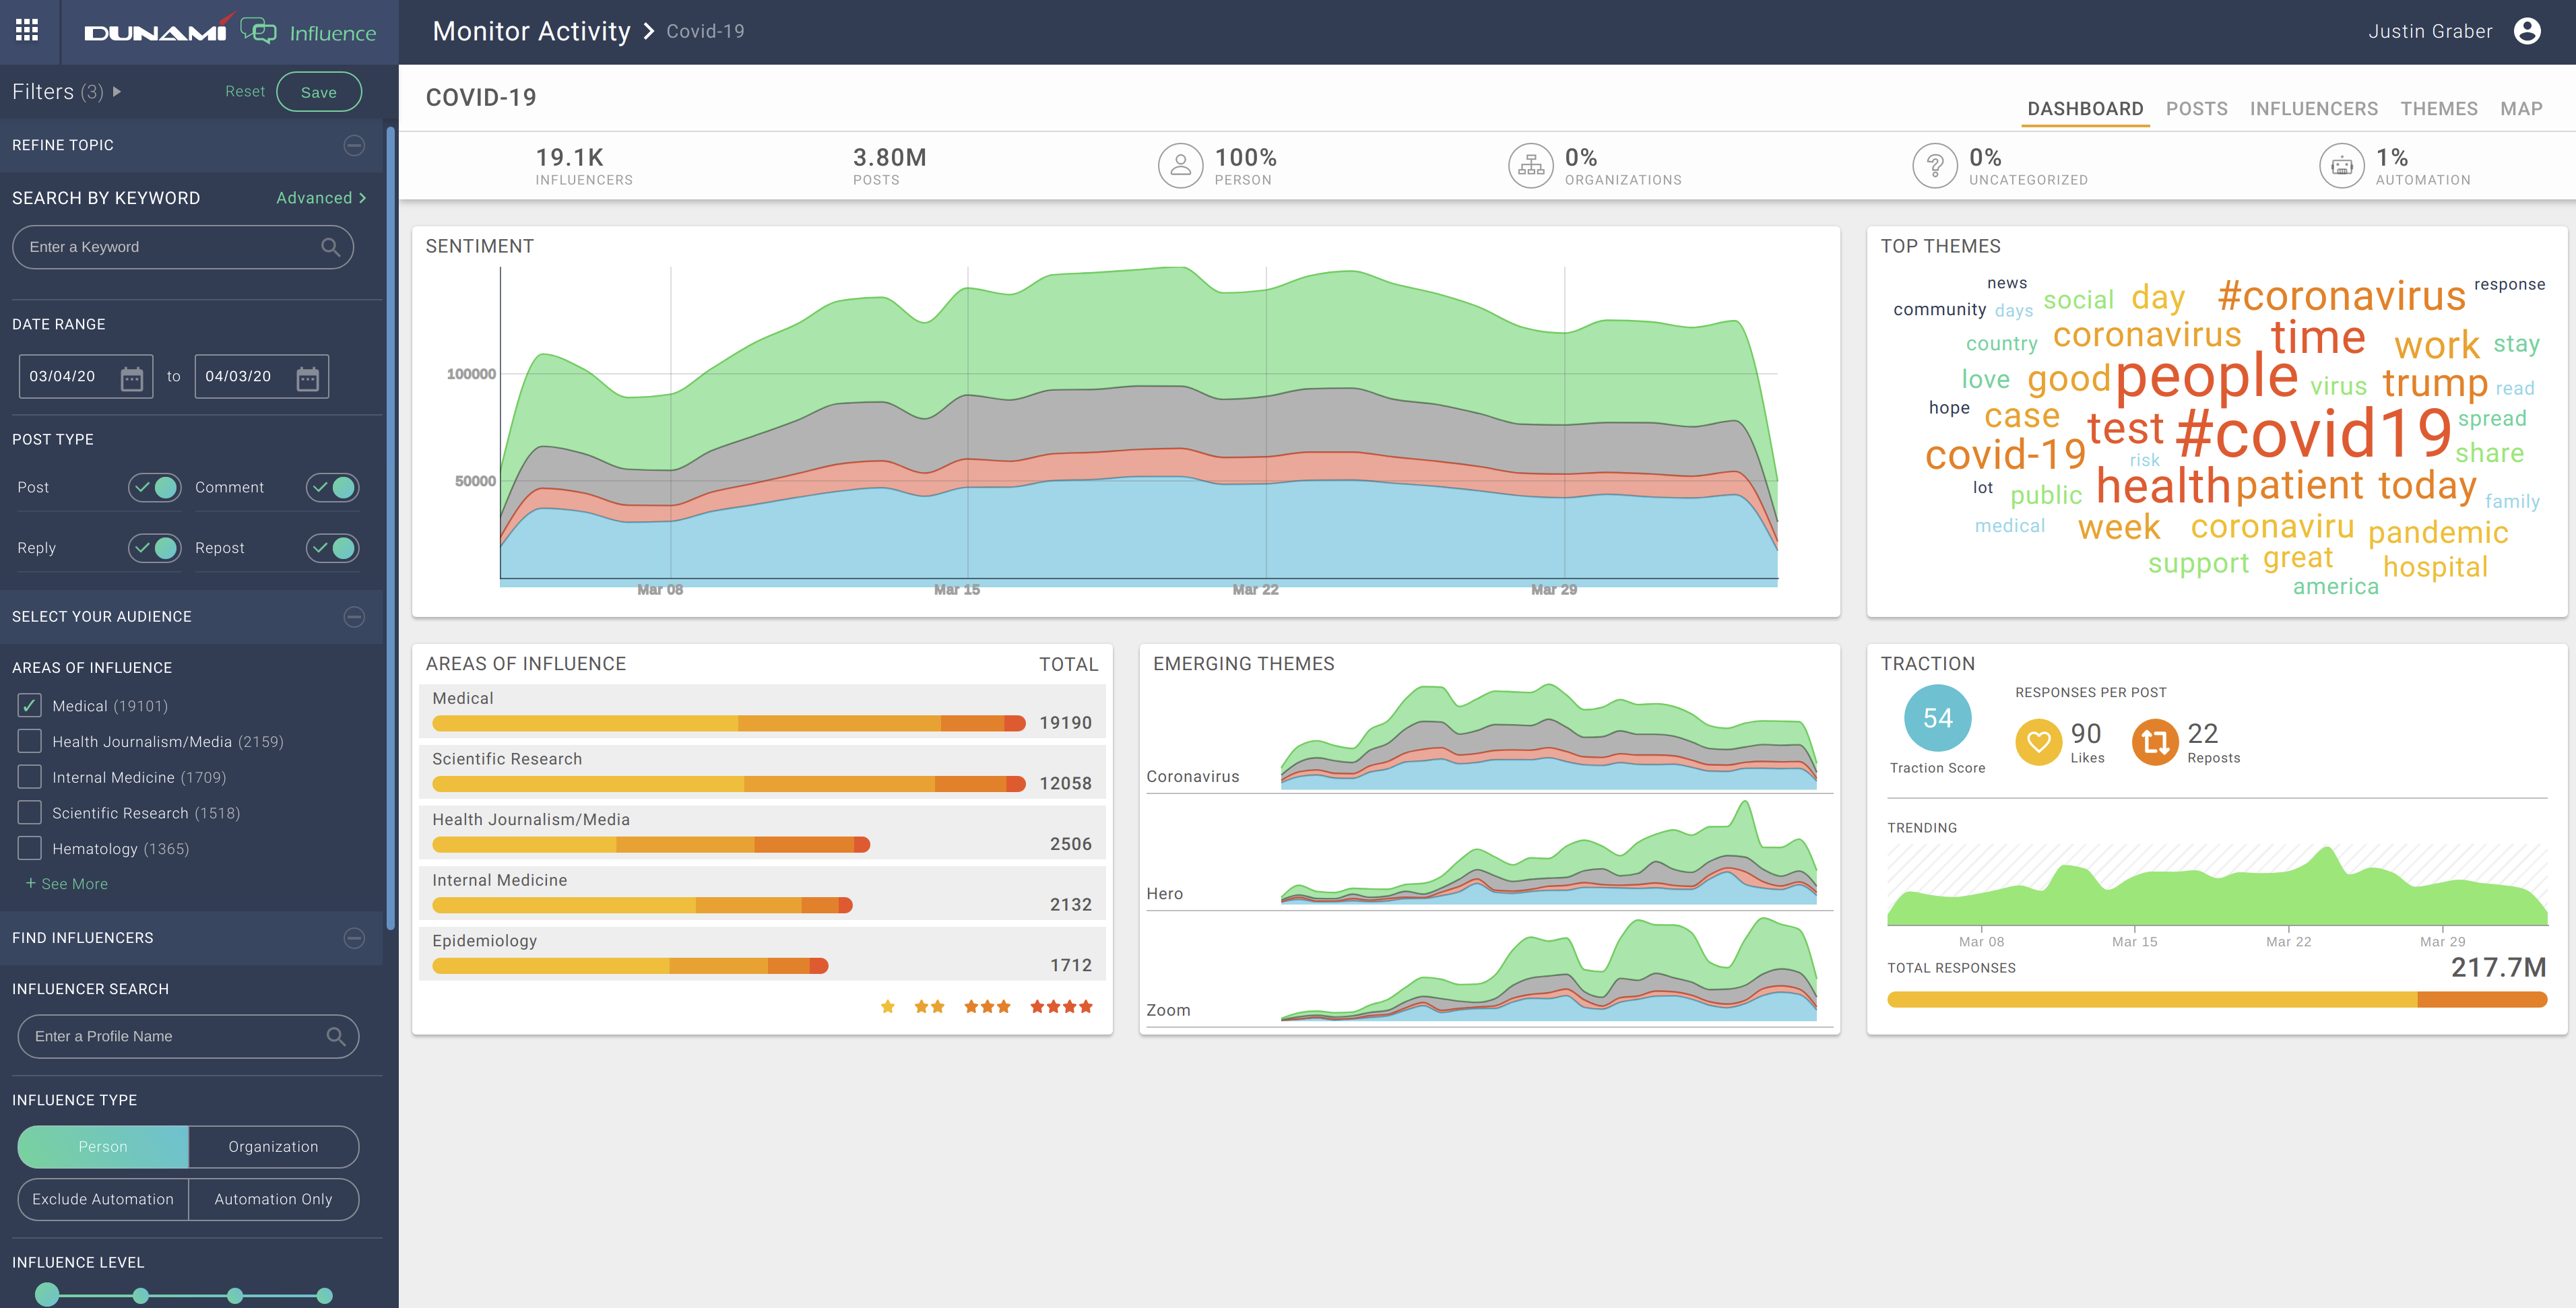 DUNAMI Influence
Monitor Activity > Covid-19
Justin Graber
Filters (3)
Reset
Save
REFINE TOPIC
SEARCH BY KEYWORD
Advanced >
Enter a Keyword
DATE RANGE
03/04/20 to 04/03/20
POST TYPE
Post
Comment
Reply
Repost
SELECT YOUR AUDIENCE
AREAS OF INFLUENCE
Medical (19101)
Health Journalism/Media (2159)
Internal Medicine (1709)
Scientific Research (1518)
Hematology (1365)
+ See More
FIND INFLUENCERS
INFLUENCER SEARCH
Enter a Profile Name
INFLUENCE TYPE
Person
Organization
Exclude Automation
Automation Only
INFLUENCE LEVEL
COVID-19
DASHBOARD POSTS INFLUENCERS THEMES MAP
19.1K
INFLUENCERS
3.80M
POSTS
100%
PERSON
0%
ORGANIZATIONS
?
0%
UNCATEGORIZED
1%
AUTOMATION
SENTIMENT
100000
50000
Mar 08 Mar 15 Mar 22 Mar 29
TOP THEMES
news
response
community days social day #coronavirus
country coronavirus time work stay
love good people virus trump read
hope case test #covid19 spread
covid-19 risk share
lot public health patient today family
medical week coronaviru pandemic
support great hospital
america
AREAS OF INFLUENCE TOTAL
Medical
19190
Scientific Research
12058
Health Journalism/Media
2506
Internal Medicine
2132
Epidemiology
1712
EMERGING THEMES
Coronavirus
Hero
Zoom
TRACTION
54
Traction Score
RESPONSES PER POST
90
Likes
22
Reposts
TRENDING
Mar 08 Mar 15 Mar 22 Mar 29
TOTAL RESPONSES 217.7M